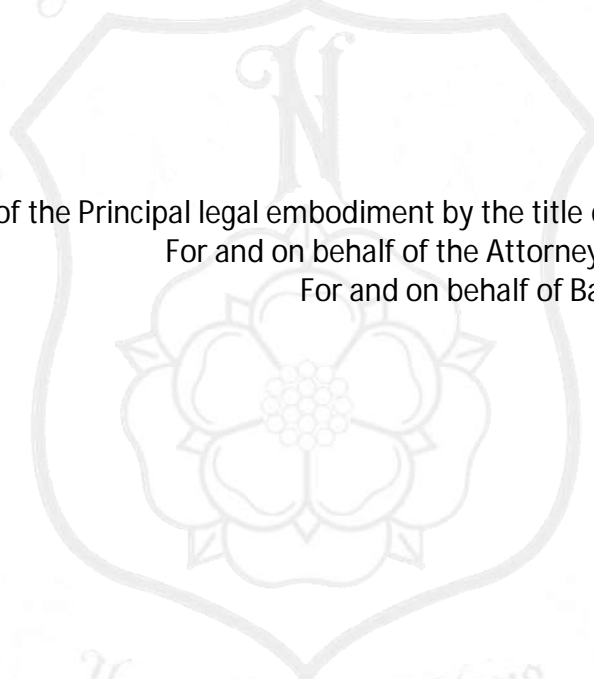 N
of the Principal legal embodiment by the title
For and on behalf of the Attorney
For and on behalf of